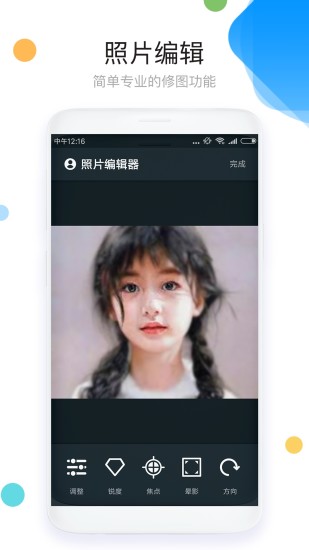 照片编辑
简单专业的修图功能
中午12:16
照片编辑器
完成
调整 锐度 焦点 晕影 方向